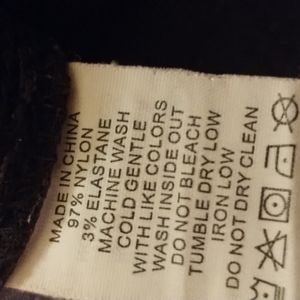 MADE IN CHINA
97% NYLON
3% ELASTANE
MACHINE WASH
COLD GENTLE
WITH LIKE COLORS
WASH INSIDE OUT
DO NOT BLEACH
TUMBLE DRY LOW
IRON LOW
DO NOT DRY CLEAN